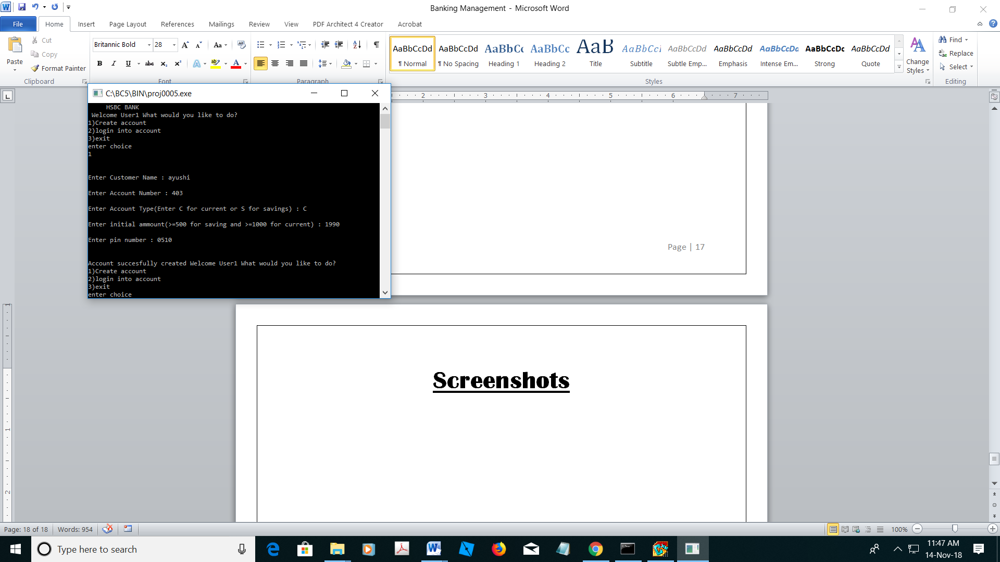 Banking Management - Microsoft Word
File Home Insert Page Layout References Mailings Review View PDF Architect 4 Creator Acrobat
Paste
Cut
Copy
Format Painter
Clipboard
Britannic Bold 28
Font
Paragraph
AaBbCcDd AaBbCcDd AaBbCc AaBbCc AaB AaBbCcI AaBbCcDd AaBbCcDd AaBbCcDd AaBbCcDc AaBbCcDd
¶ Normal ¶ No Spacing Heading 1 Heading 2 Title Subtitle Subtle Emp... Emphasis Intense Em... Strong Quote
Styles
Change
Styles
Find
Replace
Select
Editing
2 3 4 5 6 7
C:\BC5\BIN\proj0005.exe
HSBC BANK
Welcome User1 What would you like to do?
1)Create account
2)login into account
3)exit
enter choice
1
Enter Customer Name : ayushi
Enter Account Number : 403
Enter Account Type(Enter C for current or S for savings) : C
Enter initial ammount(>=500 for saving and >=1000 for current) : 1990
Enter pin number : 0510
Account succesfully created Welcome User1 What would you like to do?
1)Create account
2)login into account
3)exit
enter choice
Page | 17
Screenshots
1
2
Page: 18 of 18 Words: 954 100%
Type here to search
11:47 AM
14-Nov-18